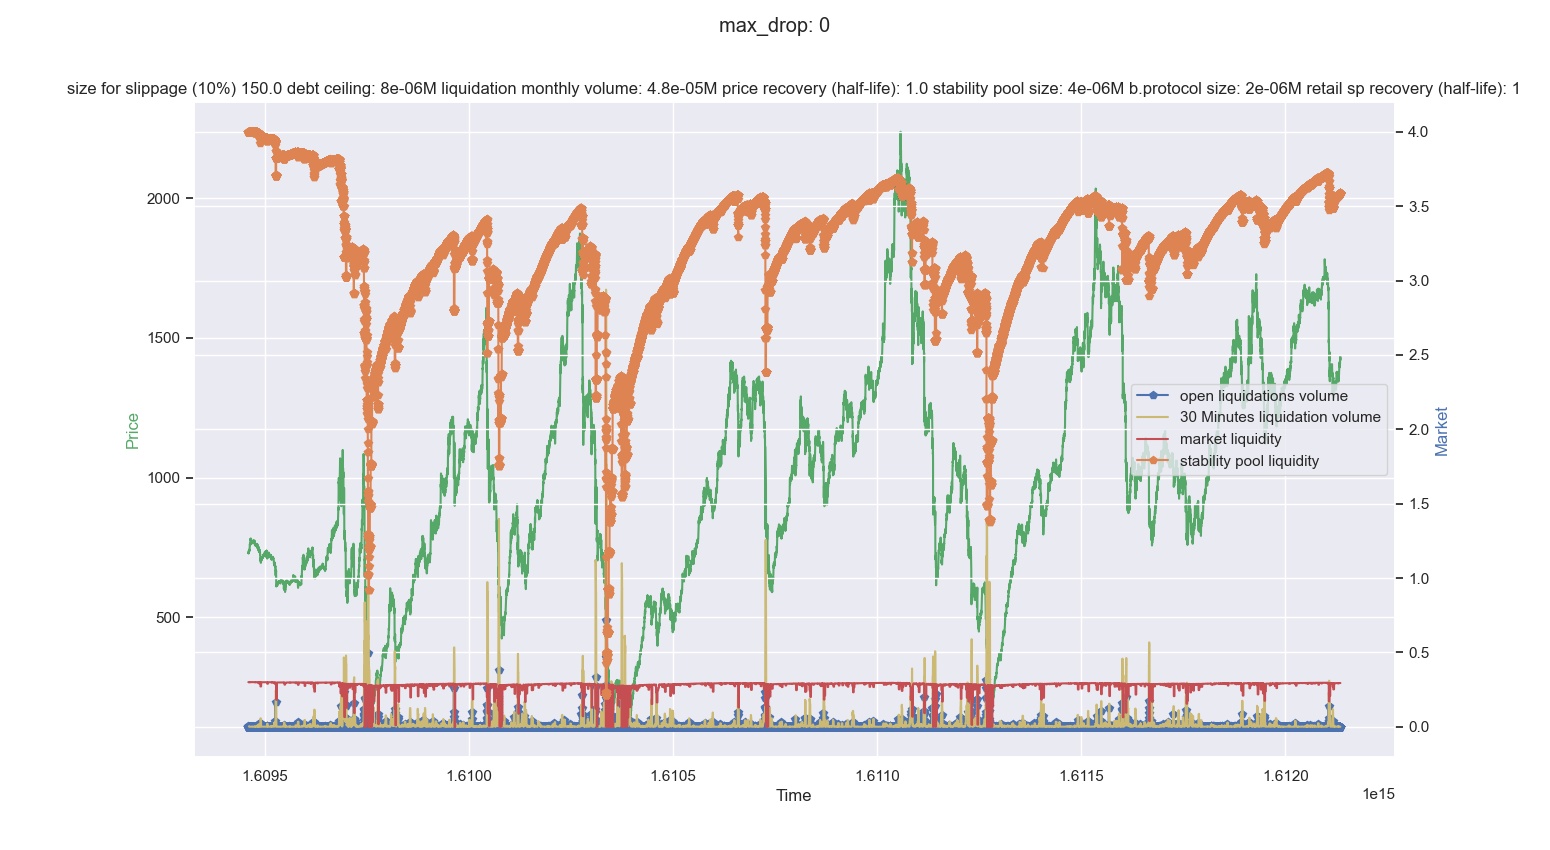 max_drop: 0
size for slippage (10%) 150.0 debt ceiling: 8e-06M liquidation monthly volume: 4.8e-05M price recovery (half-life): 1.0 stability pool size: 4e-06M b.protocol size: 2e-06M retail sp recovery (half-life): 1
4.0
2000
3.5
3.0
1500
2.5
open liquidations volume
30 Minutes liquidation volume
market liquidity
stability pool liquidity
Price
Market
2.0
1000
1.5
1.0
500
0.5
0.0
1.6095
1.6100
1.6105
1.6110
1.6115
1.6120
Time
1e15